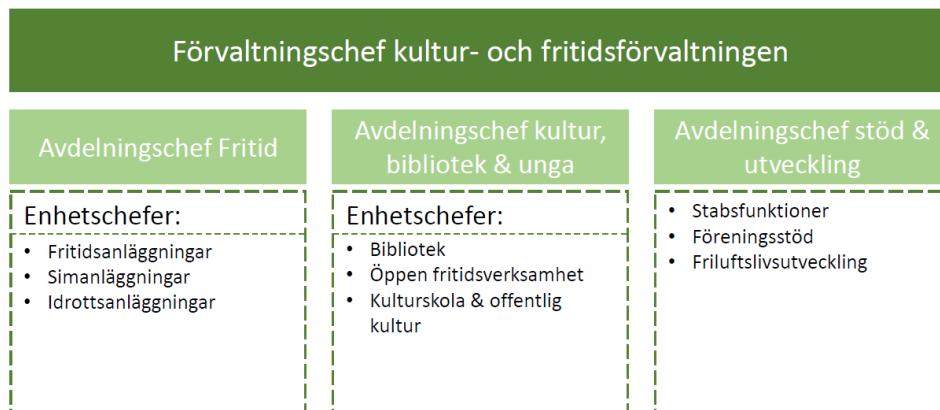 Förvaltningschef kultur- och fritidsförvaltningen
Avdelningschef Fritid
Enhetschefer:
• Fritidsanläggningar
• Simanläggningar
• Idrottsanläggningar
Avdelningschef kultur,
bibliotek & unga
Enhetschefer:
• Bibliotek
• Öppen fritidsverksamhet
• Kulturskola & offentlig
kultur
Avdelningschef stöd &
utveckling
• Stabsfunktioner
• Föreningsstöd
• Friluftslivsutveckling